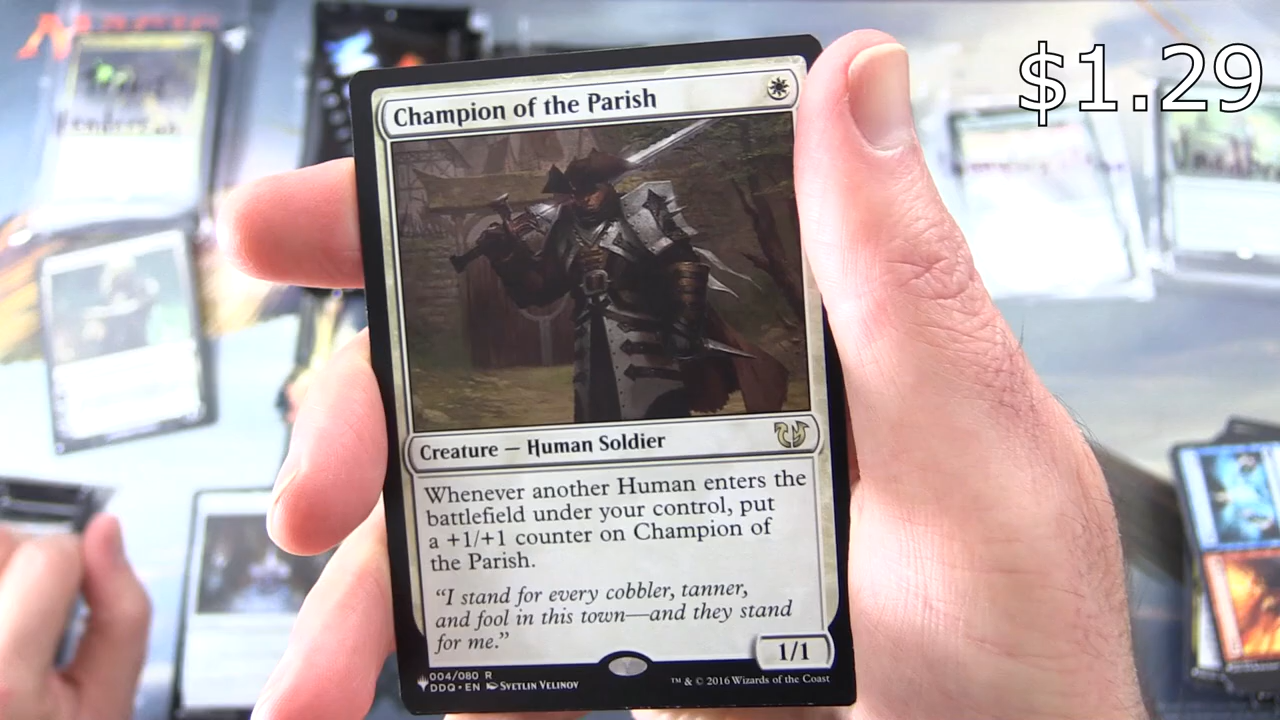 $1.29
Champion of the Parish
Creature — Human Soldier
Whenever another Human enters the
battlefield under your control, put
a +1/+1 counter on Champion of
the Parish.
“I stand for every cobbler, tanner,
and fool in this town—and they stand
for me.”
1/1
004/080 R
DDQ • EN Svetlin Velinov
™ & © 2016 Wizards of the Coast